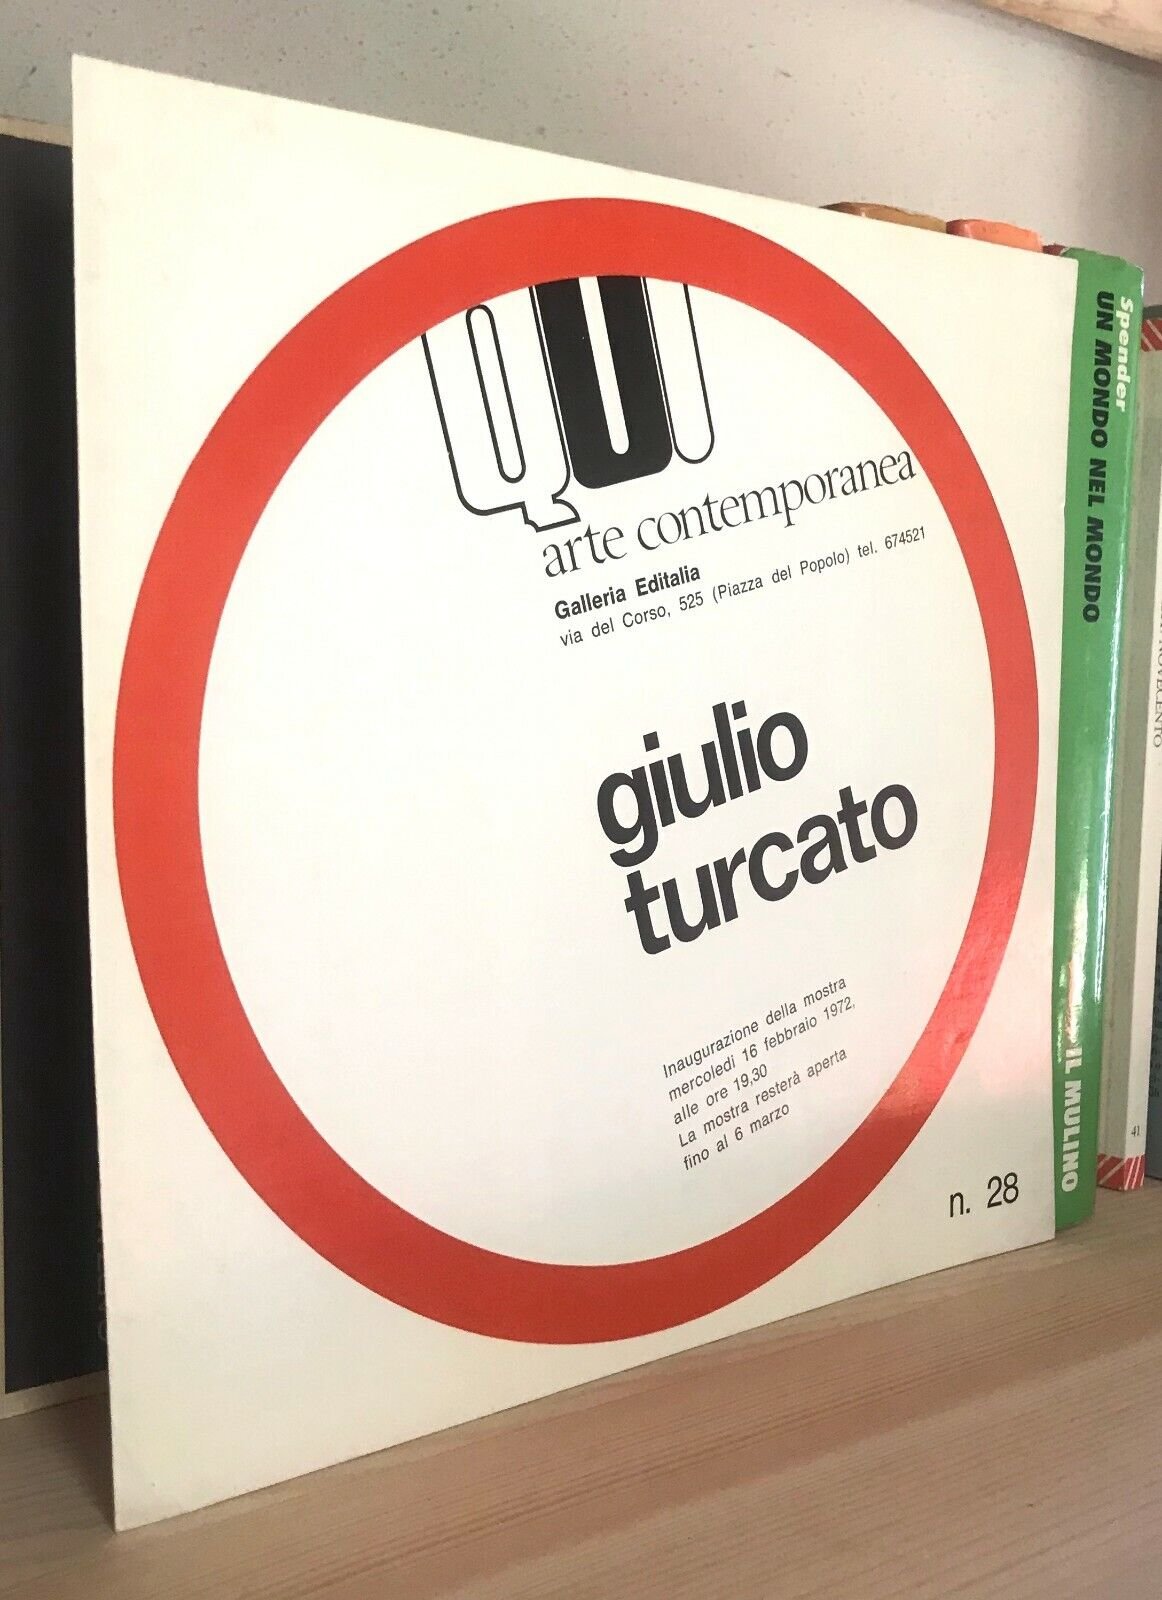 QUI
arte contemporanea
Galleria Editalia
via del Corso, 525 (Piazza del Popolo) tel. 674521
giulio
turcato
Inaugurazione della mostra
mercoledì 16 febbraio 1972,
alle ore 19,30
La mostra resterà aperta
fino al 6 marzo
n. 28
Spender
UN MONDO NEL MONDO
IL MULINO
NOVECENTO
41